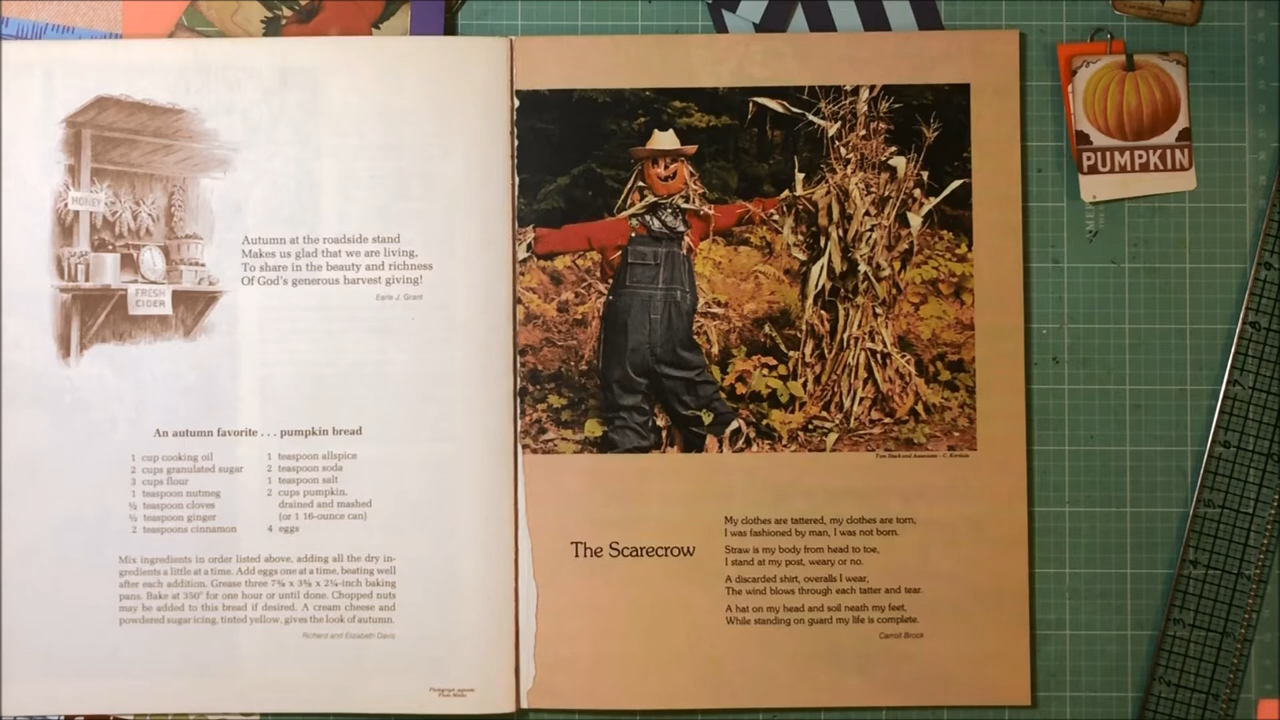 HONEY
FRESH
CIDER
Autumn at the roadside stand
Makes us glad that we are living,
To share in the beauty and richness
Of God's generous harvest giving!
Earle J. Grant
An autumn favorite . . . pumpkin bread
1 cup cooking oil
2 cups granulated sugar
3 cups flour
1 teaspoon nutmeg
½ teaspoon cloves
½ teaspoon ginger
2 teaspoons cinnamon
1 teaspoon allspice
2 teaspoon soda
1 teaspoon salt
2 cups pumpkin,
drained and mashed
(or 1 16-ounce can)
4 eggs
Mix ingredients in order listed above, adding all the dry in-
gredients a little at a time. Add eggs one at a time, beating well
after each addition. Grease three 7⅜ x 3⅝ x 2¼-inch baking
pans. Bake at 350° for one hour or until done. Chopped nuts
may be added to this bread if desired. A cream cheese and
powdered sugar icing, tinted yellow, gives the look of autumn.
Richard and Elizabeth Davis
Photograph opposite
The Scarecrow
My clothes are tattered, my clothes are torn,
I was fashioned by man, I was not born.
Straw is my body from head to toe,
I stand at my post, weary or no.
A discarded shirt, overalls I wear,
The wind blows through each tatter and tear.
A hat on my head and soil neath my feet,
While standing on guard my life is complete.
Carroll Brock
PUMPKIN